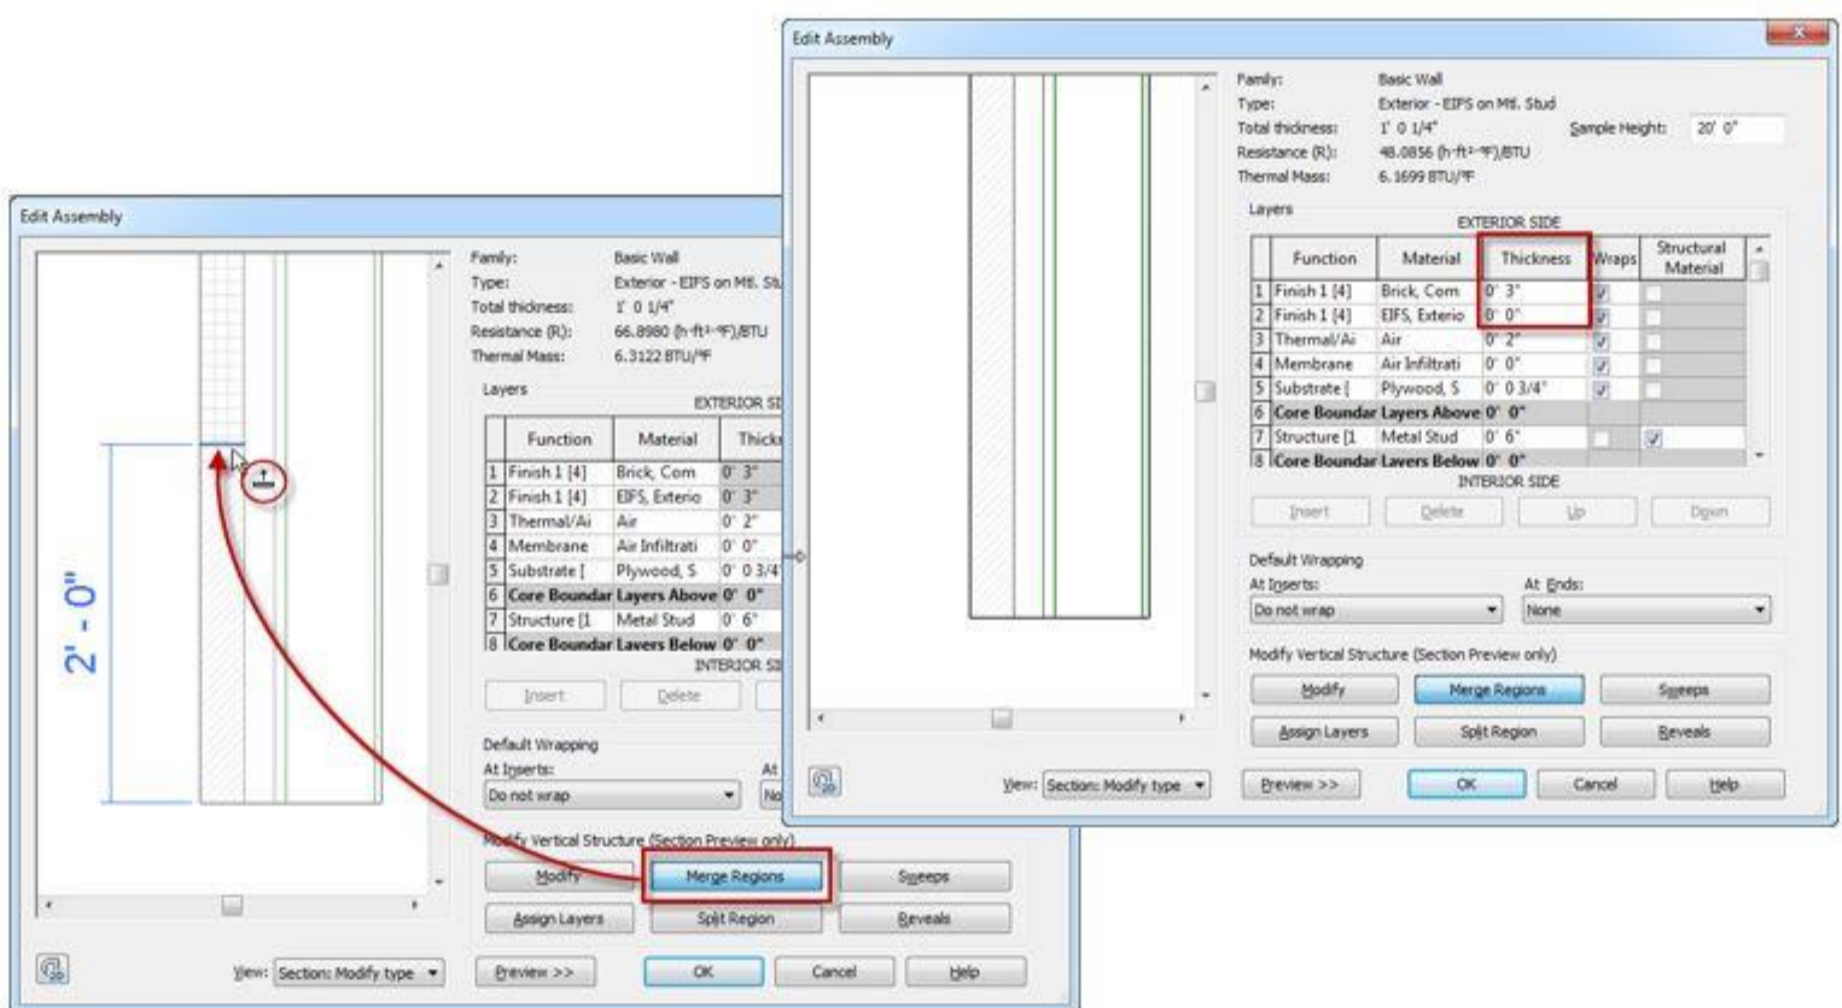 Edit Assembly
Family: Basic Wall
Type: Exterior - EIFS on Mtl. Stud
Total thickness: 1' 0 1/4" Sample Height: 20' 0"
Resistance (R): 48.0856 (h·ft²·°F)/BTU
Thermal Mass: 6.1699 BTU/°F
Layers
EXTERIOR SIDE
Function Material Thickness Wraps Structural Material
1 Finish 1 [4] Brick, Com 0' 3"
2 Finish 1 [4] EIFS, Exterio 0' 0"
3 Thermal/Ai Air 0' 2"
4 Membrane Air Infiltrati 0' 0"
5 Substrate [ Plywood, S 0' 0 3/4"
6 Core Boundar Layers Above 0' 0"
7 Structure [1 Metal Stud 0' 6"
8 Core Boundar Layers Below 0' 0"
INTERIOR SIDE
Insert Delete Up Down
Default Wrapping
At Inserts: At Ends:
Do not wrap None
Modify Vertical Structure (Section Preview only)
Modify Merge Regions Sweeps
Assign Layers Split Region Reveals
View: Section: Modify type Preview >> OK Cancel Help
Edit Assembly
Family: Basic Wall
Type: Exterior - EIFS on Mtl. Stu
Total thickness: 1' 0 1/4"
Resistance (R): 66.8980 (h·ft²·°F)/BTU
Thermal Mass: 6.3122 BTU/°F
Layers
EXTERIOR SI
Function Material Thickn
1 Finish 1 [4] Brick, Com 0' 3"
2 Finish 1 [4] EIFS, Exterio 0' 3"
3 Thermal/Ai Air 0' 2"
4 Membrane Air Infiltrati 0' 0"
5 Substrate [ Plywood, S 0' 0 3/4"
6 Core Boundar Layers Above 0' 0"
7 Structure [1 Metal Stud 0' 6"
8 Core Boundar Layers Below 0' 0"
INTERIOR SI
Insert Delete
2' - 0"
Default Wrapping
At Inserts: At
Do not wrap No
Modify Vertical Structure (Section Preview only)
Modify Merge Regions Sweeps
Assign Layers Split Region Reveals
View: Section: Modify type Preview >> OK Cancel Help